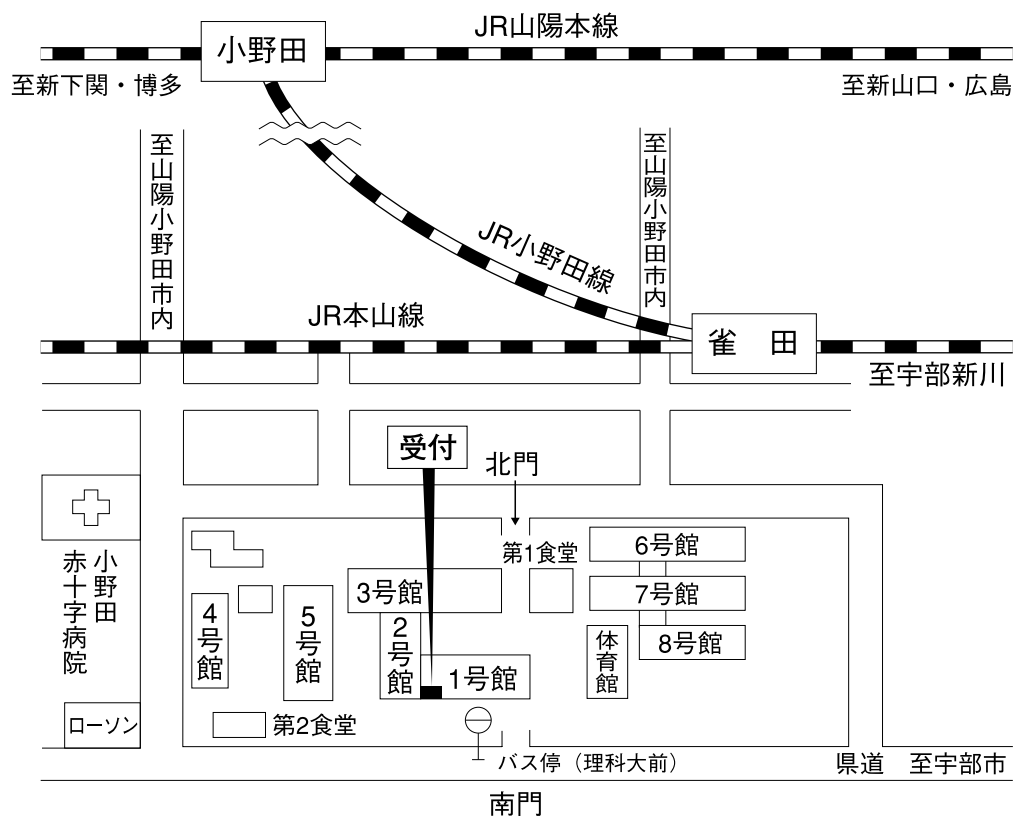 JR山陽本線
小野田
至新下関・博多
至新山口・広島
至山陽小野田市内
至山陽小野田市内
JR小野田線
JR本山線
雀　田
至宇部新川
受付
北門
第1食堂
6号館
3号館
7号館
小野田
赤十字病院
4号館
5号館
2号館
体育館
8号館
1号館
ローソン
第2食堂
バス停（理科大前）
県道　至宇部市
南門